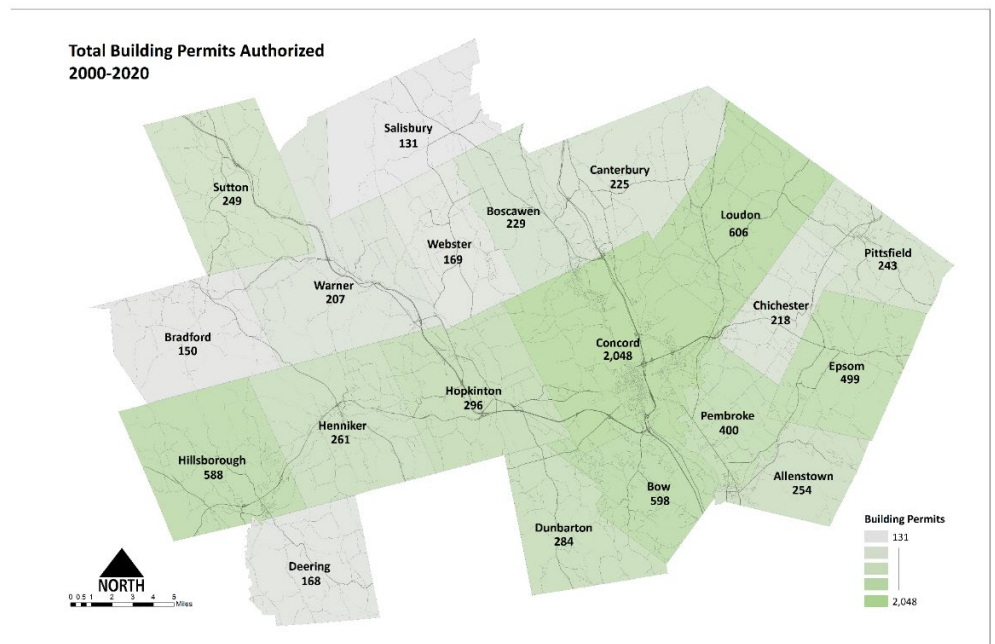 Total Building Permits Authorized
2000-2020
Salisbury
131
Sutton
249
Canterbury
225
Boscawen
229
Loudon
606
Webster
169
Pittsfield
243
Warner
207
Chichester
218
Bradford
150
Concord
2,048
Epsom
499
Hopkinton
296
Pembroke
400
Henniker
261
Hillsborough
588
Allenstown
254
Bow
598
Dunbarton
284
Deering
168
Building Permits
131
2,048
NORTH
0 0.5 1 2 3 4 5
Miles